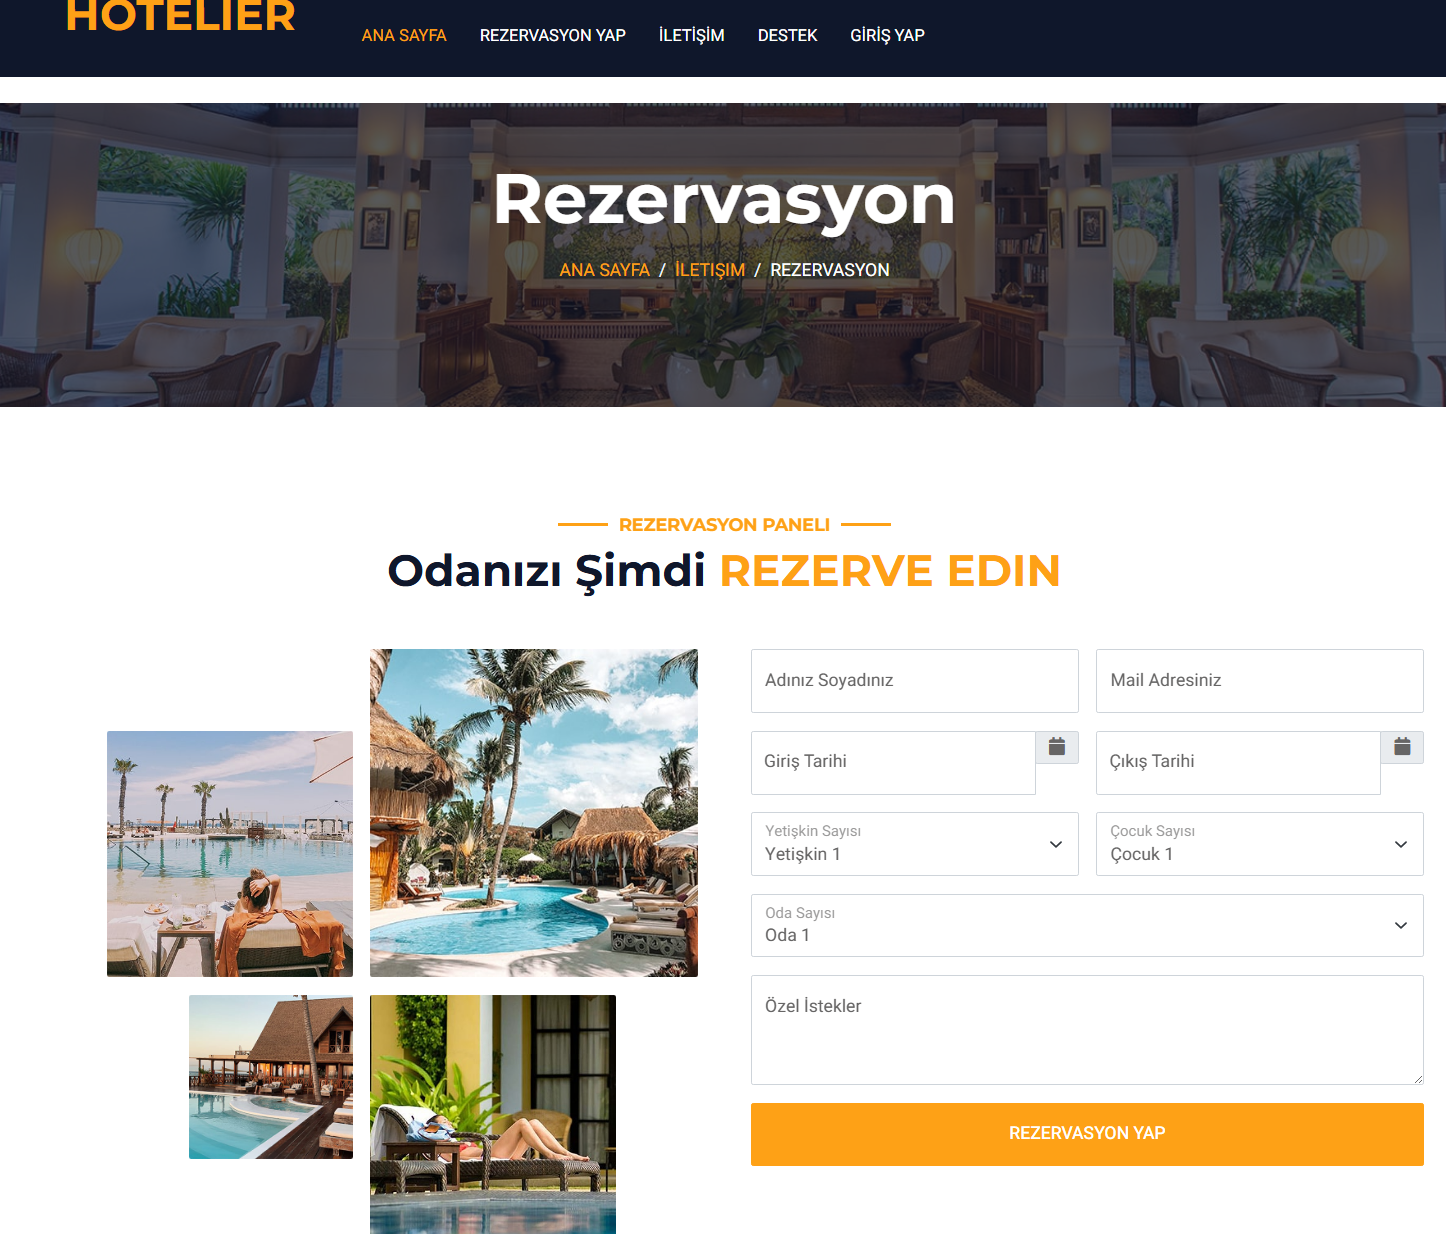 HOTELIER
ANA SAYFA REZERVASYON YAP İLETİŞİM DESTEK GİRİŞ YAP
Rezervasyon
ANA SAYFA / İLETIŞIM / REZERVASYON
REZERVASYON PANELI
Odanızı Şimdi REZERVE EDIN
Adınız Soyadınız Mail Adresiniz
Giriş Tarihi Çıkış Tarihi
Yetişkin Sayısı Çocuk Sayısı
Yetişkin 1 Çocuk 1
Oda Sayısı
Oda 1
Özel İstekler
REZERVASYON YAP